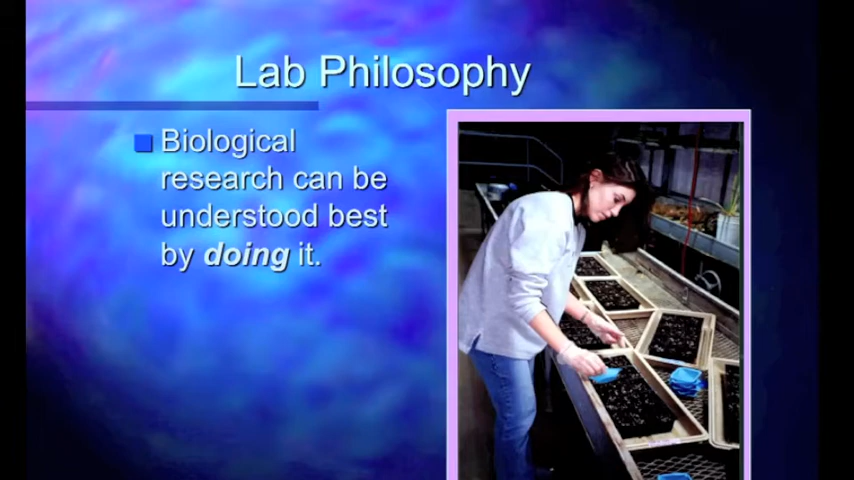 Lab Philosophy
Biological
research can be
understood best
by doing it.